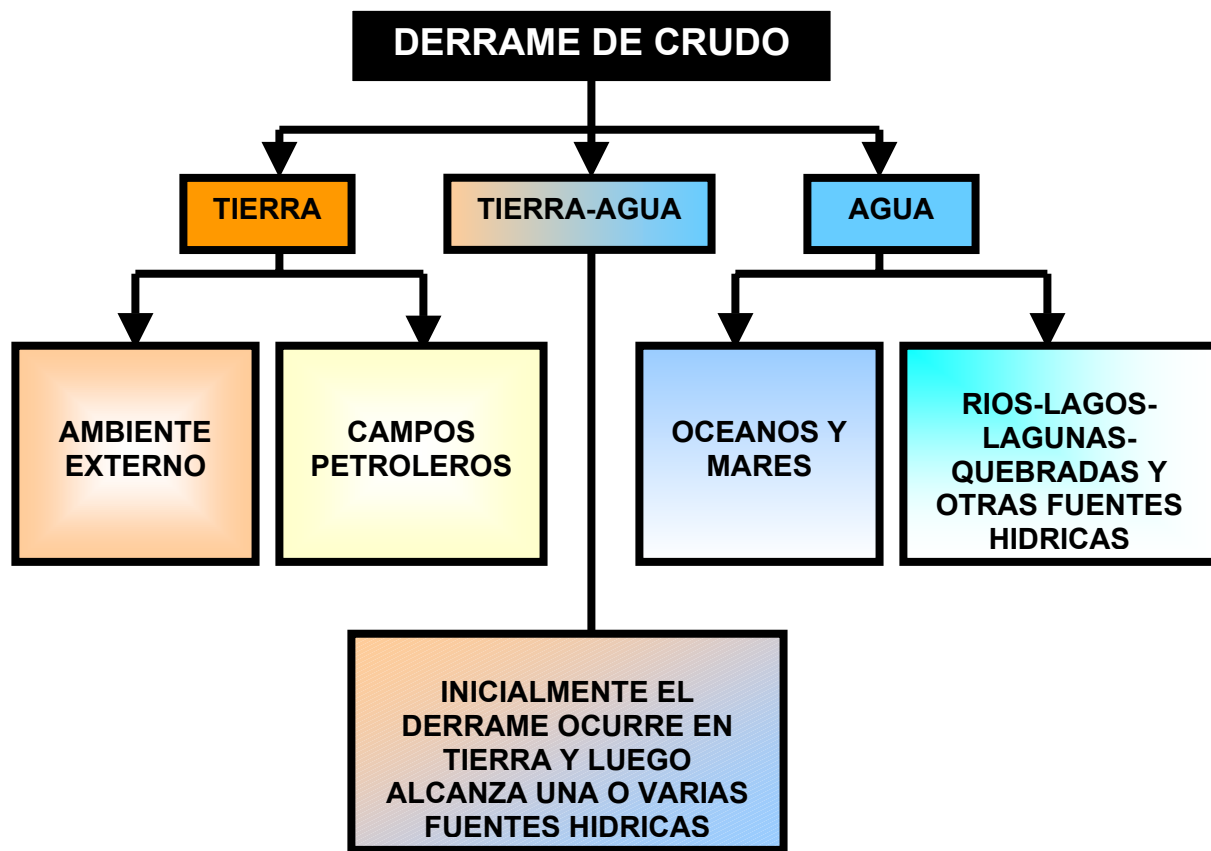 DERRAME DE CRUDO
TIERRA
TIERRA-AGUA
AGUA
AMBIENTE
EXTERNO
CAMPOS
PETROLEROS
OCEANOS Y
MARES
RIOS-LAGOS-
LAGUNAS-
QUEBRADAS Y
OTRAS FUENTES
HIDRICAS
INICIALMENTE EL
DERRAME OCURRE EN
TIERRA Y LUEGO
ALCANZA UNA O VARIAS
FUENTES HIDRICAS